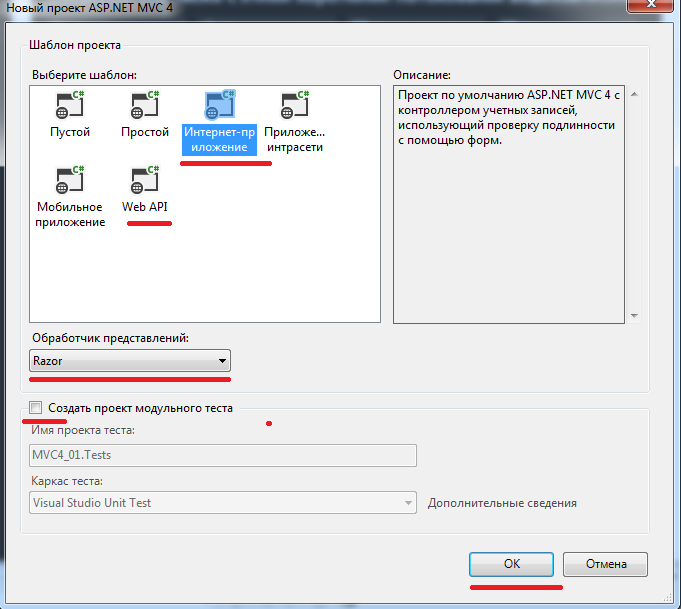 Новый проект ASP.NET MVC 4
Шаблон проекта
Выберите шаблон:
Описание:
C# C# C# C#
Пустой Простой Интернет-пр Приложе...
иложение интрасети
C# C#
Мобильное Web API
приложение
Проект по умолчанию ASP.NET MVC 4 с
контроллером учетных записей,
использующий проверку подлинности
с помощью форм.
Обработчик представлений:
Razor
Создать проект модульного теста
Имя проекта теста:
MVC4_01.Tests
Каркас теста:
Visual Studio Unit Test
Дополнительные сведения
OK
Отмена